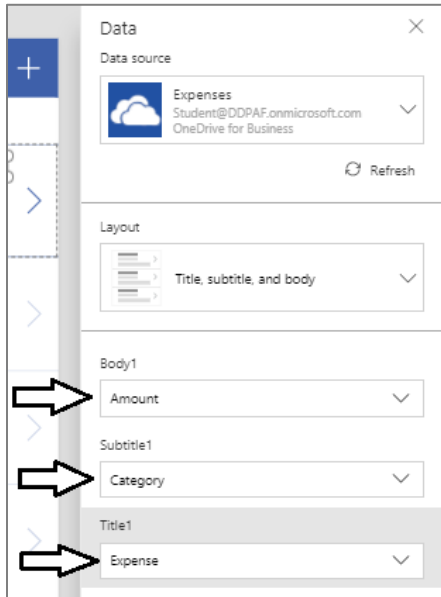 Data
Data source
Expenses
Student@DDPAF.onmicrosoft.com
OneDrive for Business
Refresh
Layout
Title, subtitle, and body
Body1
Amount
Subtitle1
Category
Title1
Expense